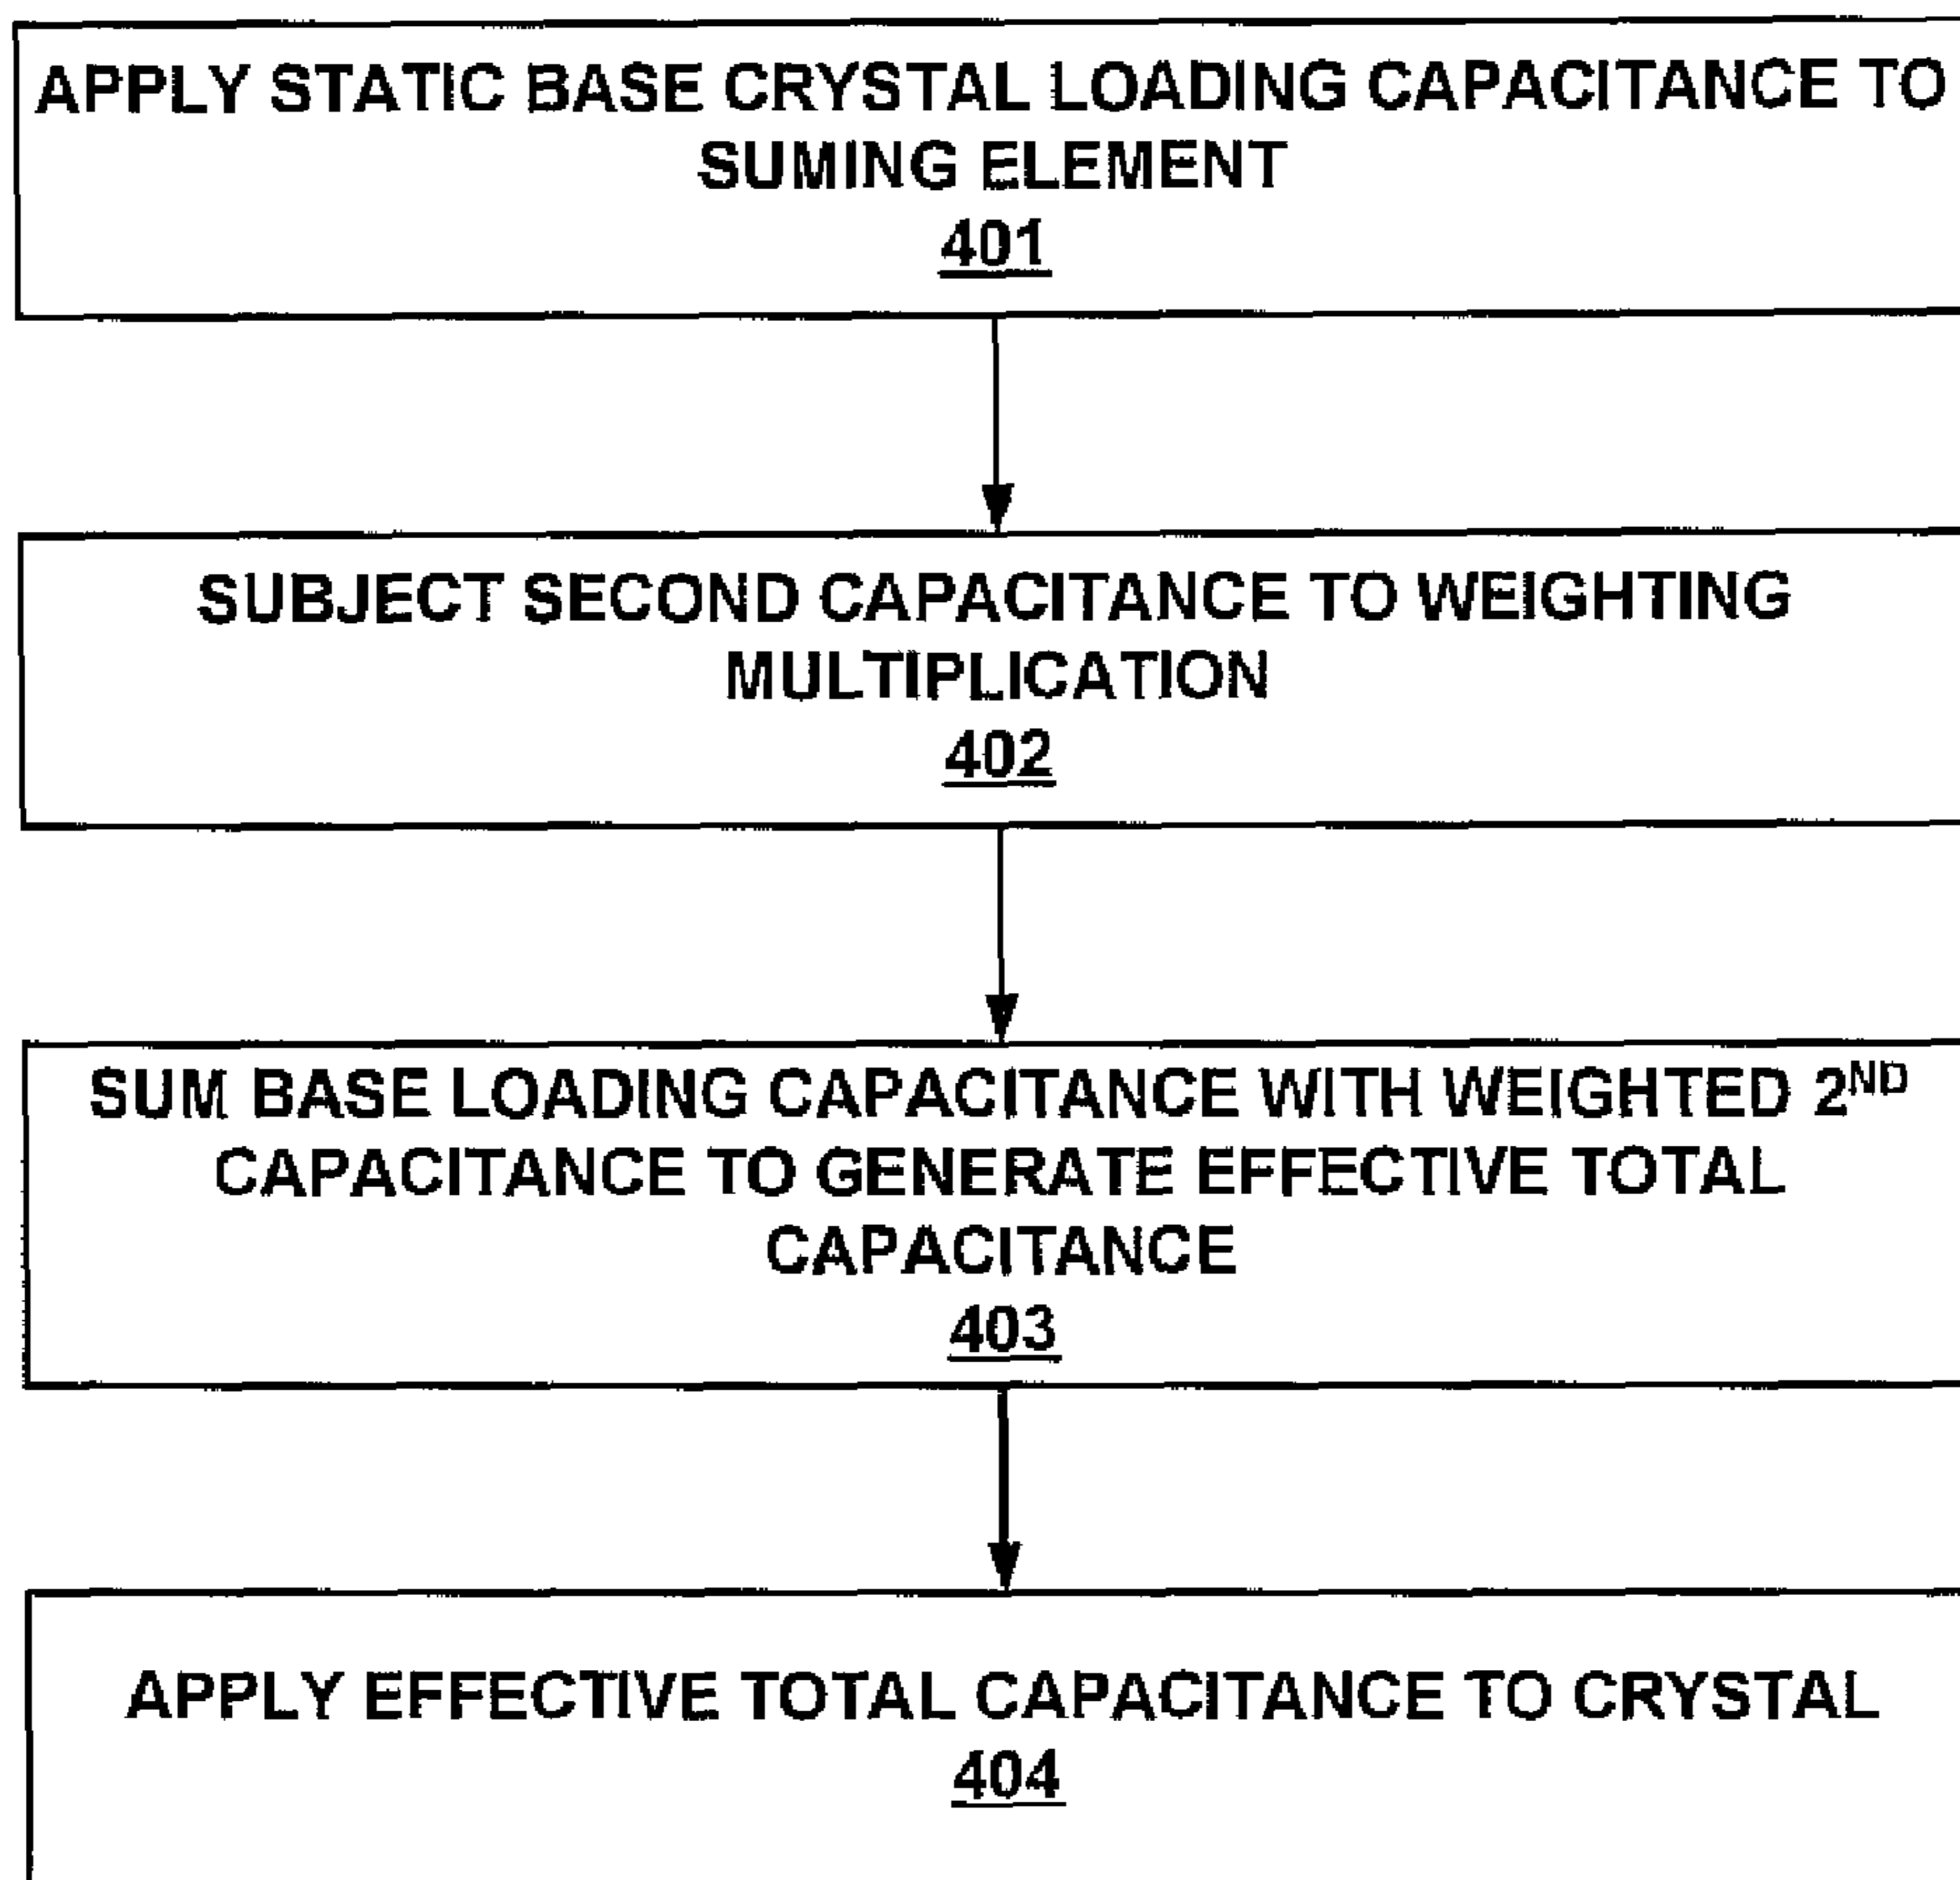 APPLY STATIC BASE CRYSTAL LOADING CAPACITANCE TO
SUMING ELEMENT
401
SUBJECT SECOND CAPACITANCE TO WEIGHTING
MULTIPLICATION
402
SUM BASE LOADING CAPACITANCE WITH WEIGHTED 2ND
CAPACITANCE TO GENERATE EFFECTIVE TOTAL
CAPACITANCE
403
APPLY EFFECTIVE TOTAL CAPACITANCE TO CRYSTAL
404